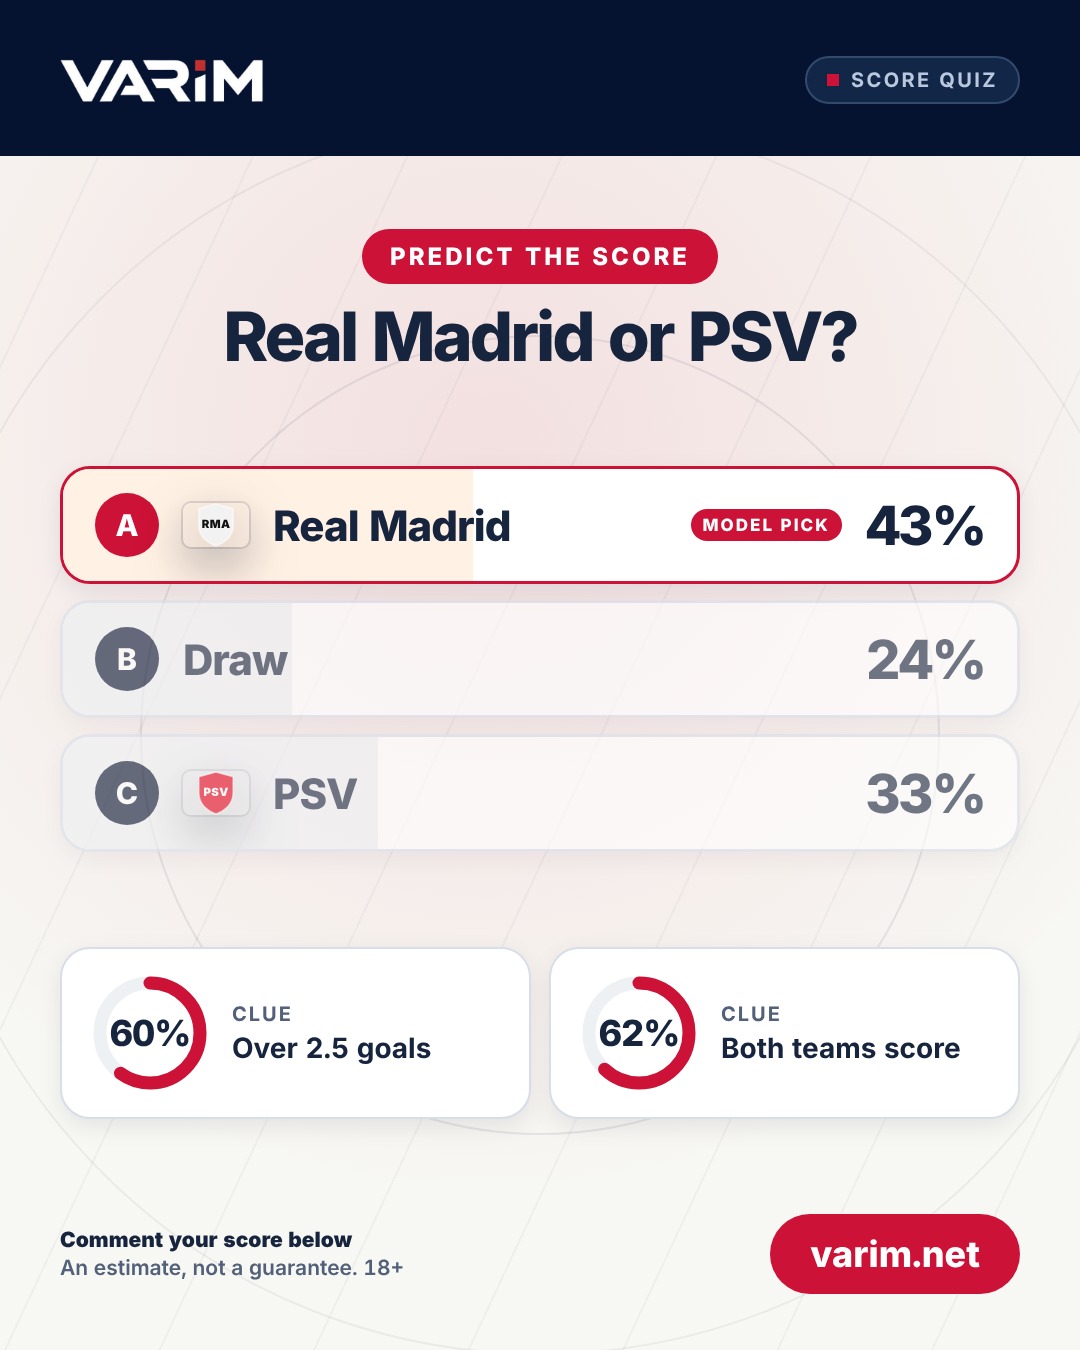 VARiM
SCORE QUIZ
PREDICT THE SCORE
Real Madrid or PSV?
A RMA Real Madrid MODEL PICK 43%
B Draw 24%
C PSV PSV 33%
60% CLUE
Over 2.5 goals
62% CLUE
Both teams score
Comment your score below
An estimate, not a guarantee. 18+
varim.net